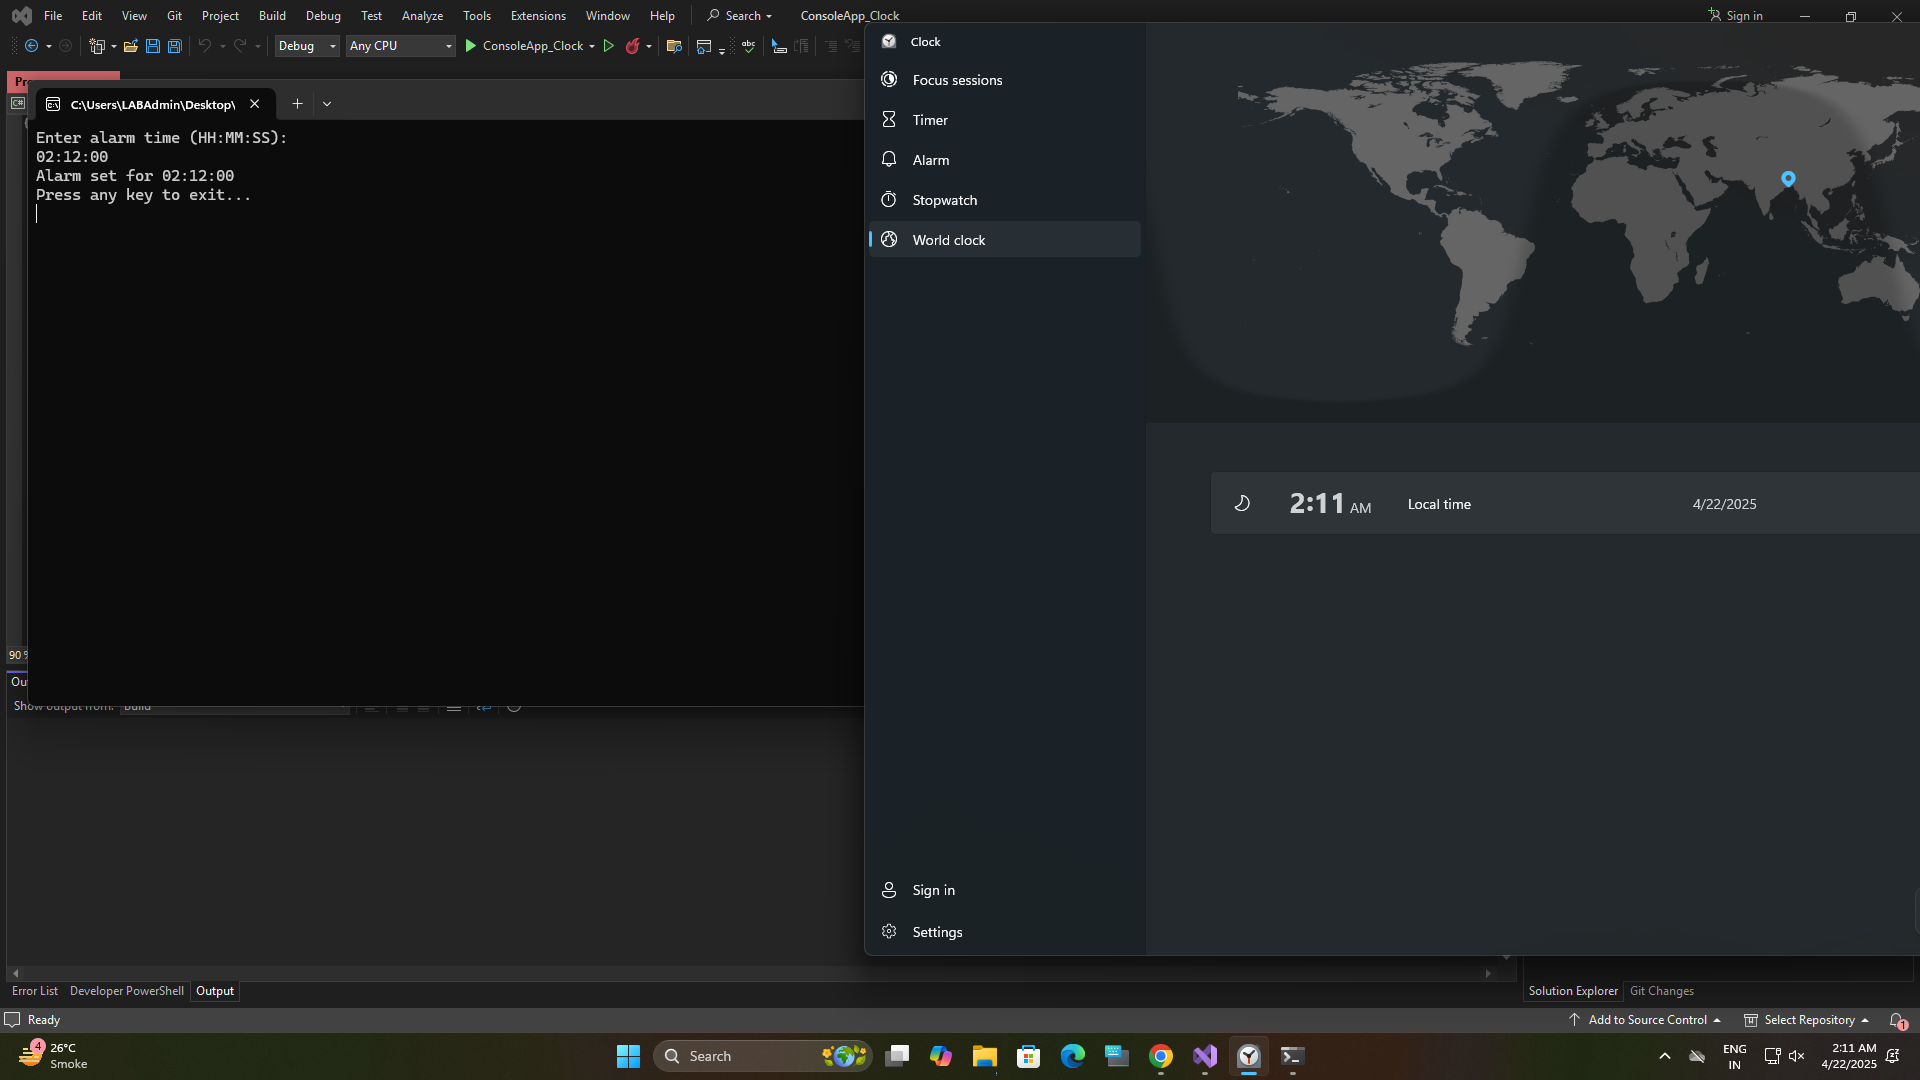 File Edit View Git Project Build Debug Test Analyze Tools Extensions Window Help Search ConsoleApp_Clock Sign in
Debug Any CPU ConsoleApp_Clock
C:\Users\LABAdmin\Desktop\
Enter alarm time (HH:MM:SS):
02:12:00
Alarm set for 02:12:00
Press any key to exit...
Clock
Focus sessions
Timer
Alarm
Stopwatch
World clock
2:11 AM Local time 4/22/2025
Sign in
Settings
90 %
Show output from: Build
Error List Developer PowerShell Output
Solution Explorer Git Changes
Ready
Add to Source Control Select Repository 1
4
26°C
Smoke
Search
ENG
IN
2:11 AM
4/22/2025